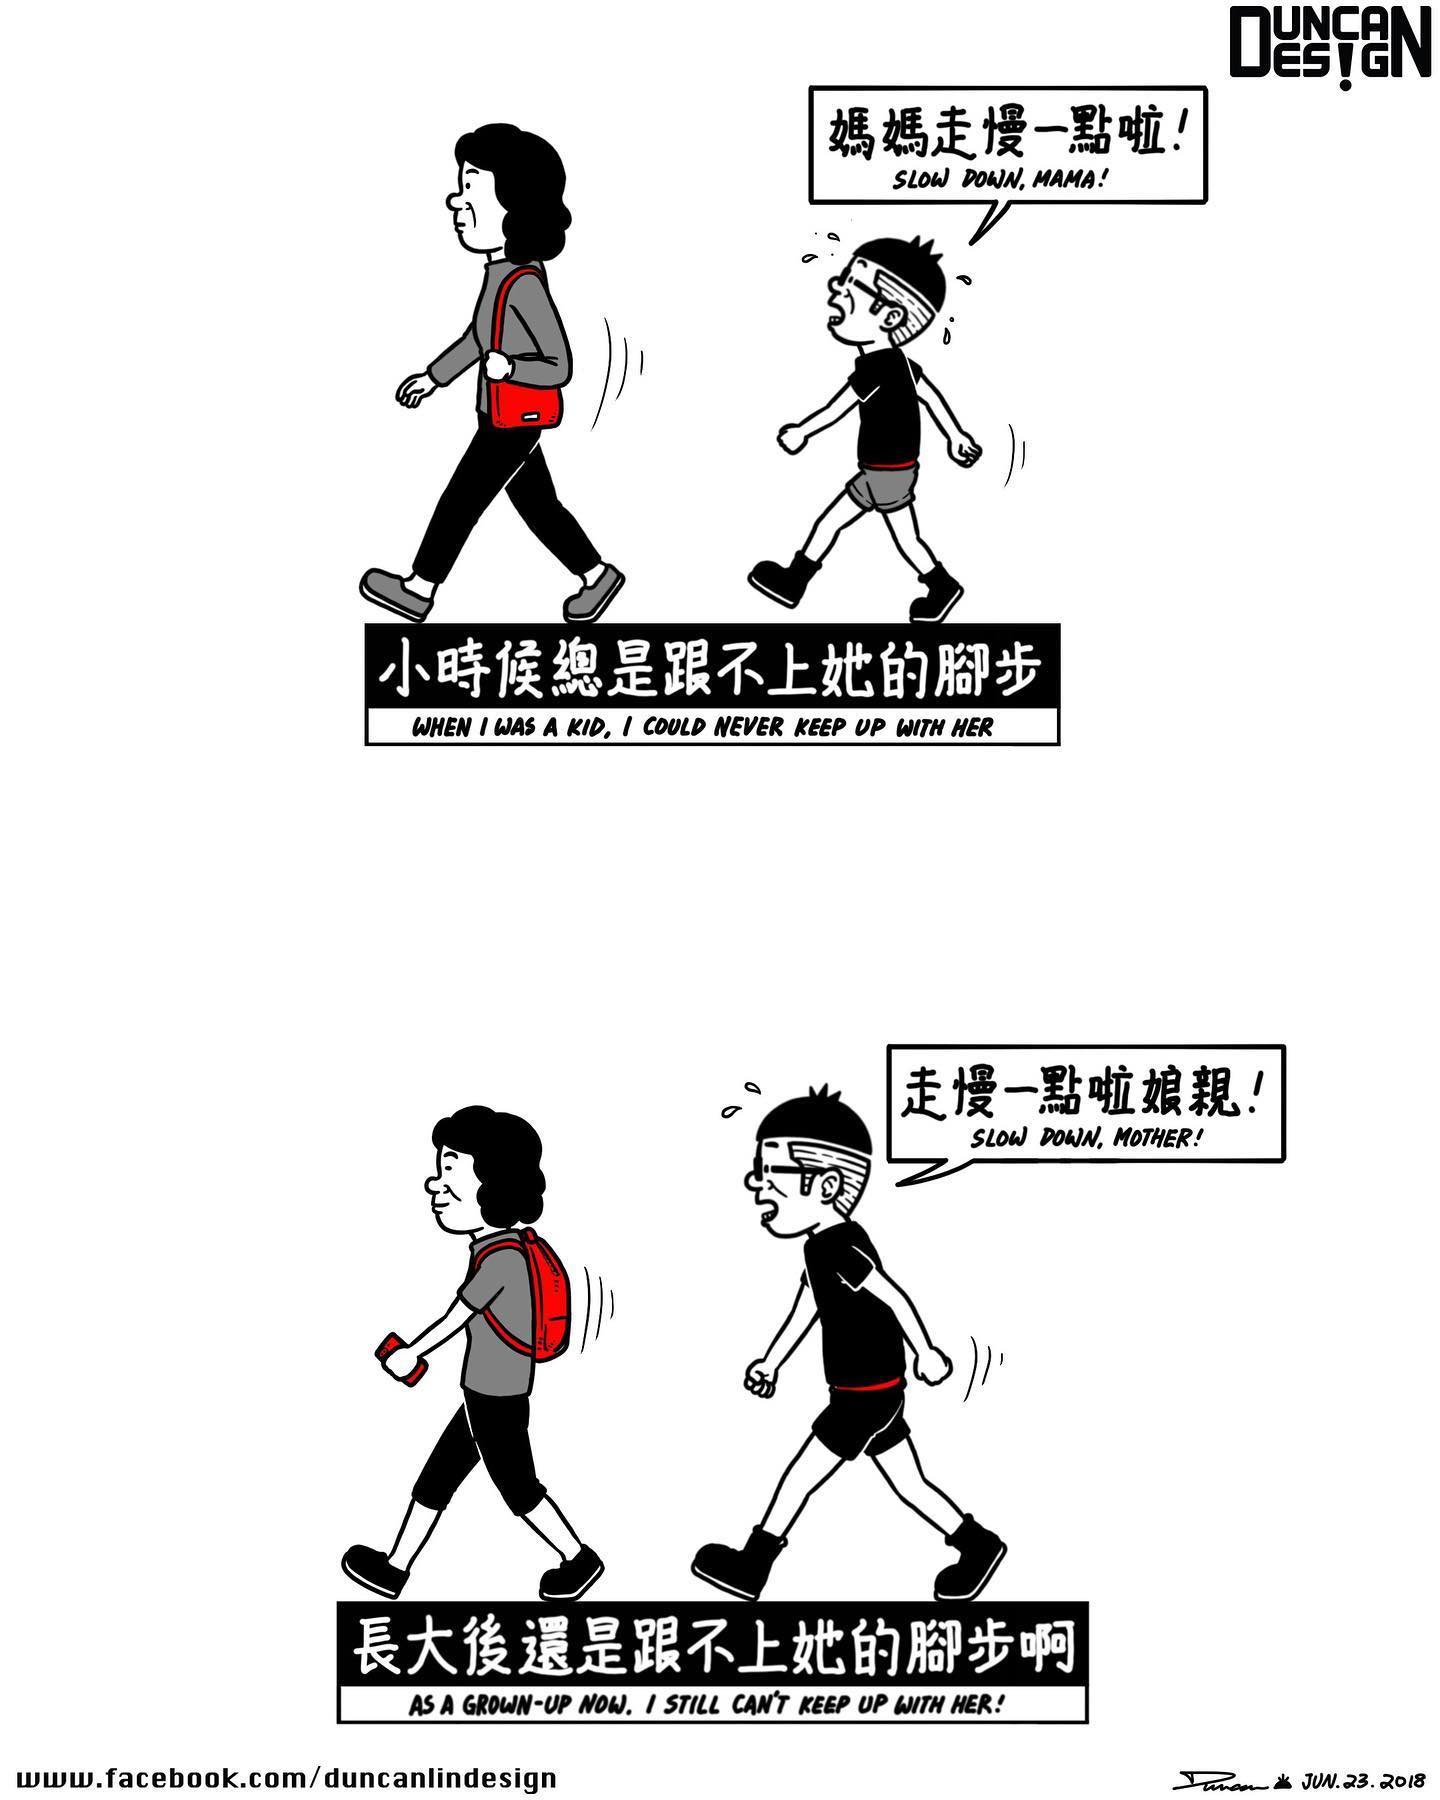 DUNCAN
DES!GN
媽媽走慢一點啦!
SLOW DOWN, MAMA!
小時候總是跟不上她的腳步
WHEN I WAS A KID, I COULD NEVER KEEP UP WITH HER
走慢一點啦娘親!
SLOW DOWN, MOTHER!
長大後還是跟不上她的腳步啊
AS A GROWN-UP NOW. I STILL CAN'T KEEP UP WITH HER!
www.facebook.com/duncanlindesign
Duncan JUN.23.2018